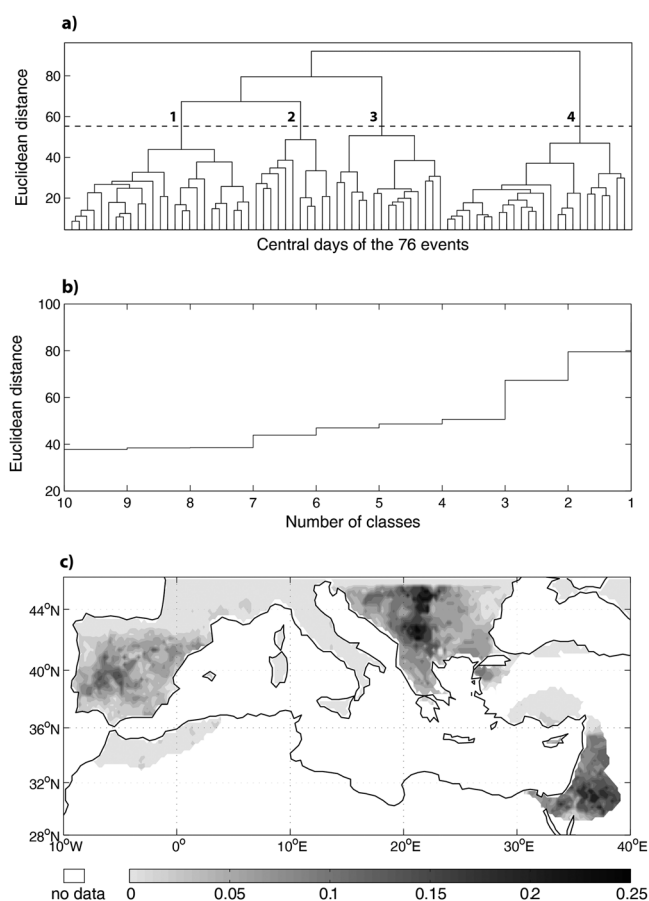 a)
Euclidean distance
80
60
40
20
1 2 3 4
Central days of the 76 events
b)
Euclidean distance
100
80
60
40
20
10 9 8 7 6 5 4 3 2 1
Number of classes
c)
44°N
40°N
36°N
32°N
28°N
10°W 0° 10°E 20°E 30°E 40°E
no data 0 0.05 0.1 0.15 0.2 0.25